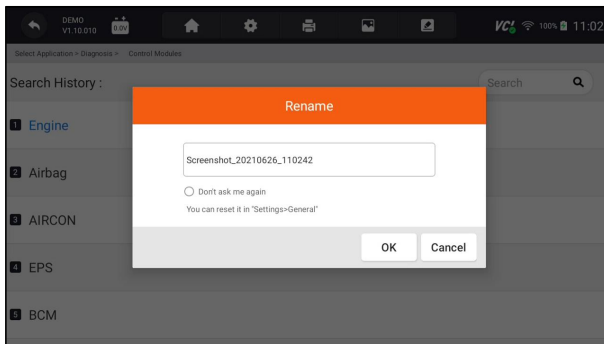 DEMO
V1.10.010
0.0V
VCI 100% 11:02
Select Application > Diagnosis > Control Modules
Search History :
Search
Rename
1 Engine
Screenshot_20210626_110242
2 Airbag
Don't ask me again
You can reset it in "Settings>General"
3 AIRCON
OK Cancel
4 EPS
5 BCM